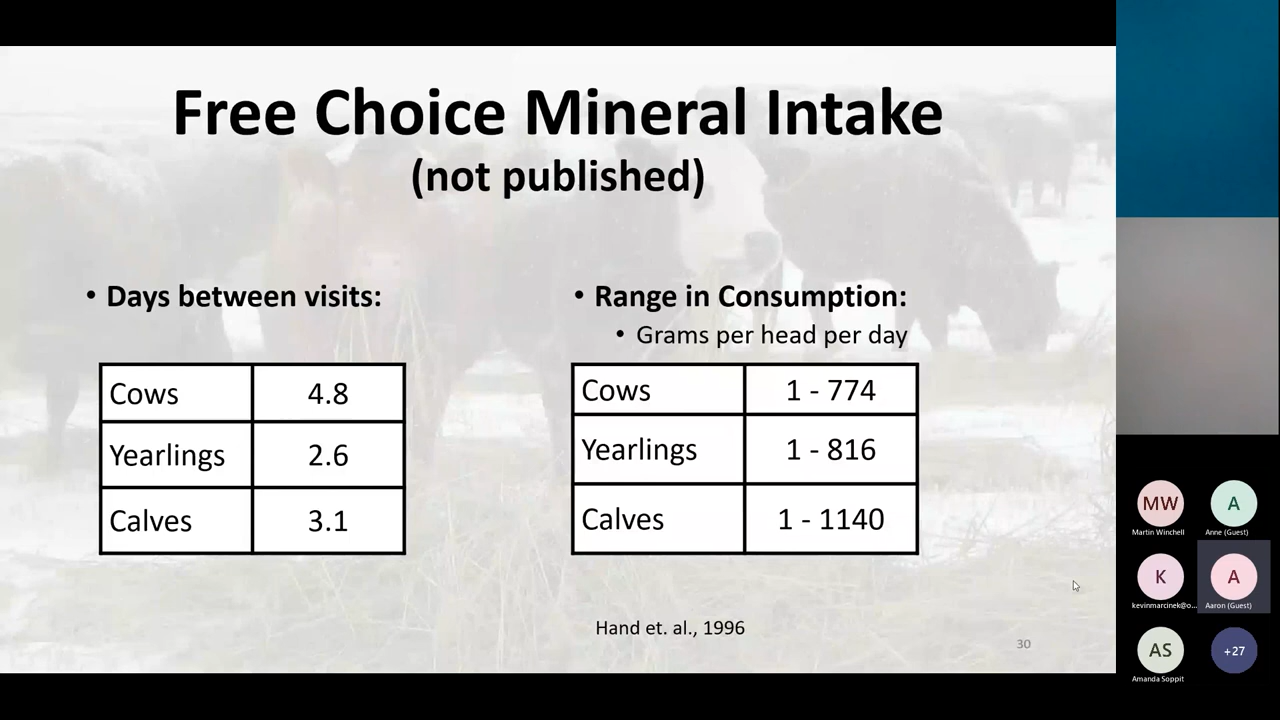 Free Choice Mineral Intake
(not published)
• Days between visits:
Cows 4.8
Yearlings 2.6
Calves 3.1
• Range in Consumption:
• Grams per head per day
Cows 1 - 774
Yearlings 1 - 816
Calves 1 - 1140
Hand et. al., 1996
30
MW
Martin Winchell
A
Anne (Guest)
K
kevinmarcinek@o...
A
Aaron (Guest)
AS
Amanda Soppit
+27